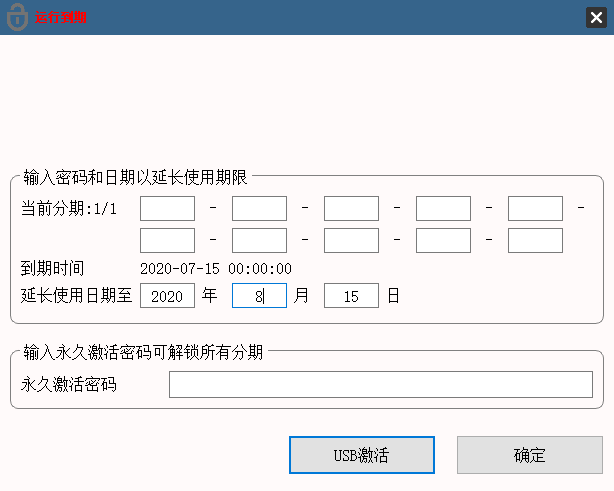 运行到期
输入密码和日期以延长使用期限
当前分期:1/1 - - - - -
- - - -
到期时间 2020-07-15 00:00:00
延长使用日期至 2020 年 8 月 15 日
输入永久激活密码可解锁所有分期
永久激活密码
USB激活 确定